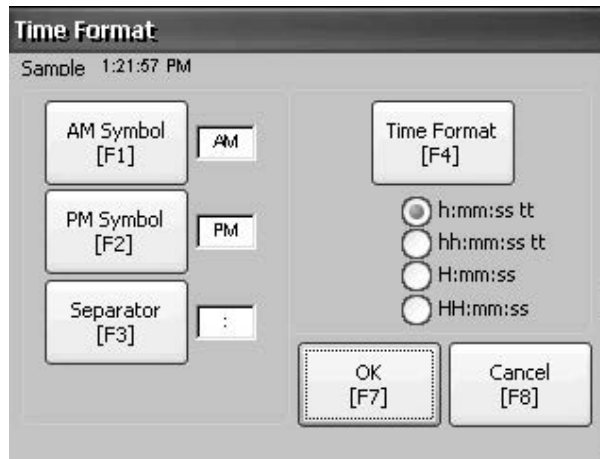 Time Format
Sample 1:21:57 PM
AM Symbol
[F1]
AM
PM Symbol
[F2]
PM
Separator
[F3]
:
Time Format
[F4]
h:mm:ss tt
hh:mm:ss tt
H:mm:ss
HH:mm:ss
OK
[F7]
Cancel
[F8]